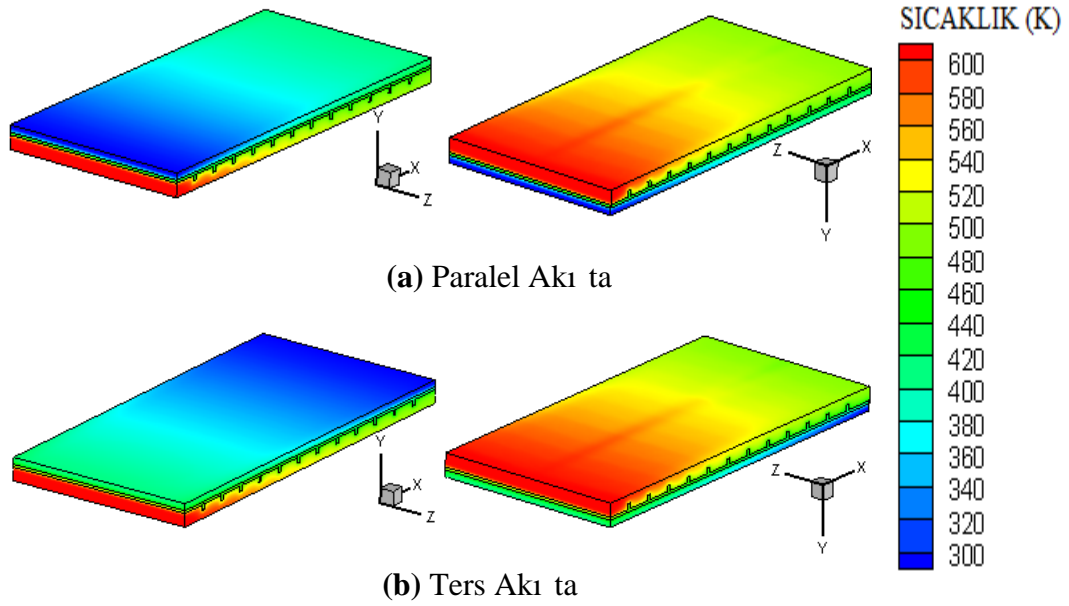 SICAKLIK (K)
600
580
560
540
520
500
480
460
440
420
400
380
360
340
320
300
Y
X
Z
Z
X
Y
(a) Paralel Akı ta
Y
X
Z
Z
X
Y
(b) Ters Akı ta